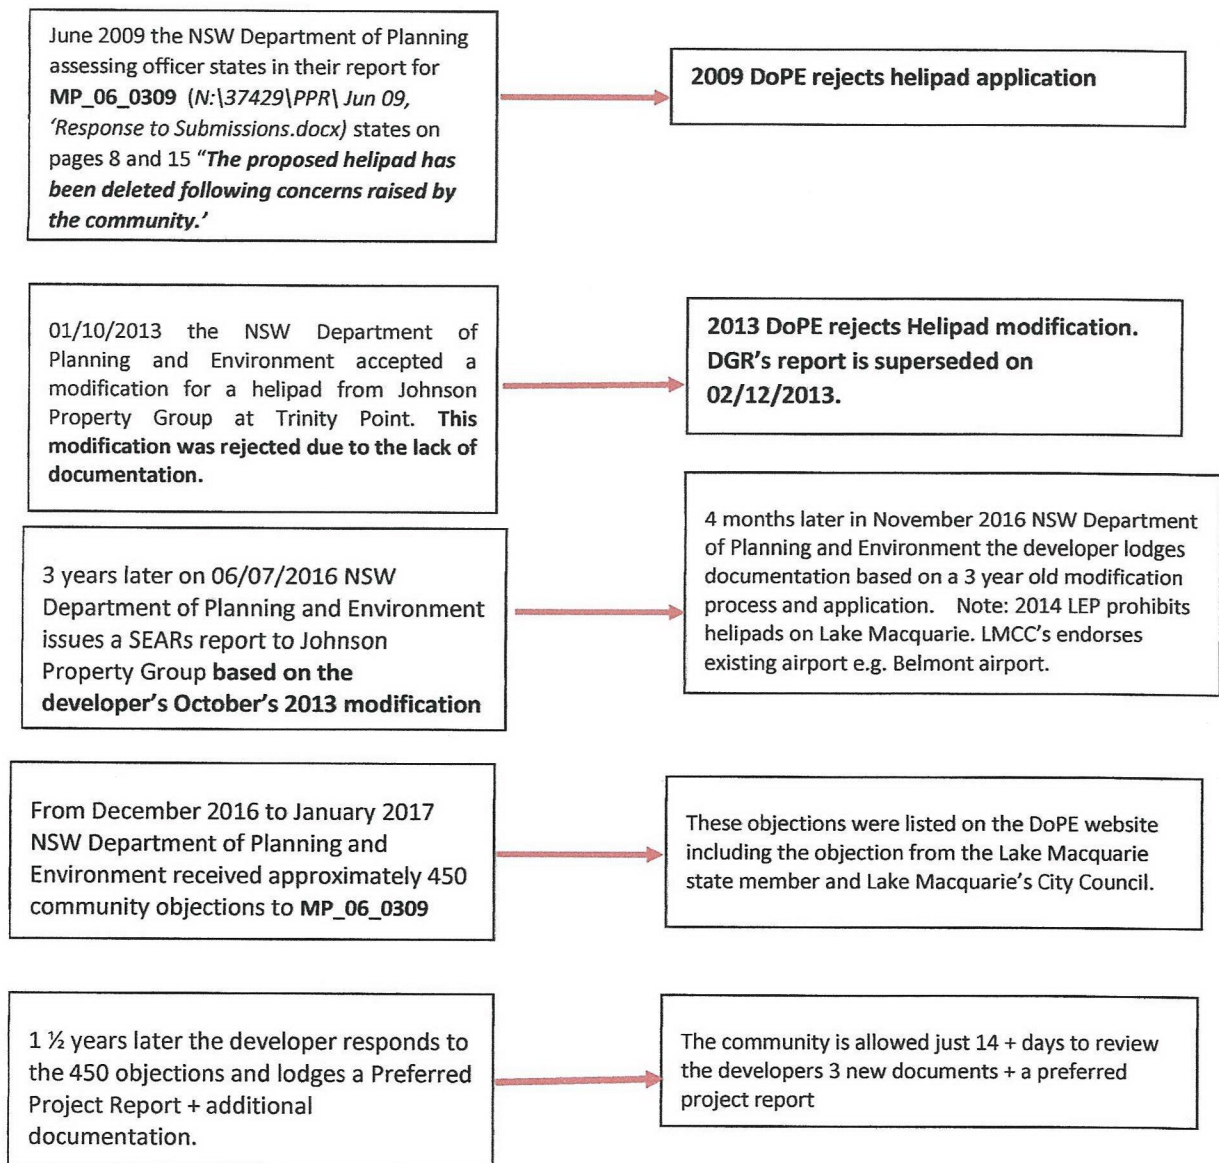 June 2009 the NSW Department of Planning
assessing officer states in their report for
MP_06_0309 (N:\37429\PPR\ Jun 09,
‘Response to Submissions.docx) states on
pages 8 and 15 “The proposed helipad has
been deleted following concerns raised by
the community.’
2009 DoPE rejects helipad application
01/10/2013 the NSW Department of
Planning and Environment accepted a
modification for a helipad from Johnson
Property Group at Trinity Point. This
modification was rejected due to the lack of
documentation.
2013 DoPE rejects Helipad modification.
DGR’s report is superseded on
02/12/2013.
3 years later on 06/07/2016 NSW
Department of Planning and Environment
issues a SEARs report to Johnson
Property Group based on the
developer’s October’s 2013 modification
4 months later in November 2016 NSW Department
of Planning and Environment the developer lodges
documentation based on a 3 year old modification
process and application. Note: 2014 LEP prohibits
helipads on Lake Macquarie. LMCC’s endorses
existing airport e.g. Belmont airport.
From December 2016 to January 2017
NSW Department of Planning and
Environment received approximately 450
community objections to MP_06_0309
These objections were listed on the DoPE website
including the objection from the Lake Macquarie
state member and Lake Macquarie’s City Council.
1 ½ years later the developer responds to
the 450 objections and lodges a Preferred
Project Report + additional
documentation.
The community is allowed just 14 + days to review
the developers 3 new documents + a preferred
project report